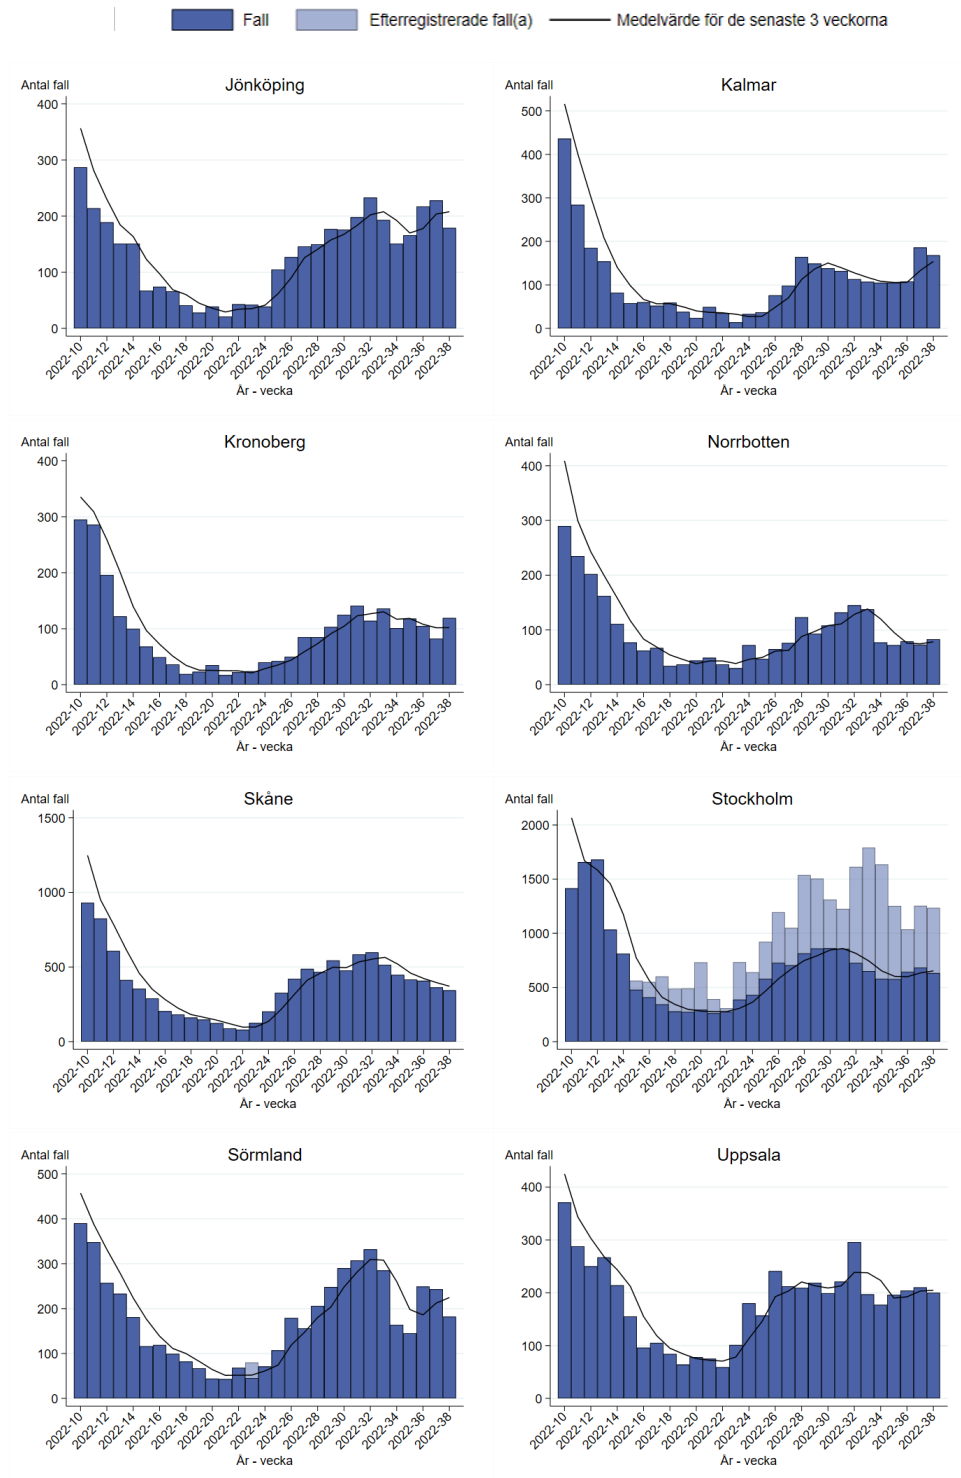 Fall Efterregistrerade fall(a) Medelvärde för de senaste 3 veckorna
Antal fall Jönköping
400
300
200
100
0
2022-10 2022-12 2022-14 2022-16 2022-18 2022-20 2022-22 2022-24 2022-26 2022-28 2022-30 2022-32 2022-34 2022-36 2022-38
År - vecka
Antal fall Kalmar
500
400
300
200
100
0
2022-10 2022-12 2022-14 2022-16 2022-18 2022-20 2022-22 2022-24 2022-26 2022-28 2022-30 2022-32 2022-34 2022-36 2022-38
År - vecka
Antal fall Kronoberg
400
300
200
100
0
2022-10 2022-12 2022-14 2022-16 2022-18 2022-20 2022-22 2022-24 2022-26 2022-28 2022-30 2022-32 2022-34 2022-36 2022-38
År - vecka
Antal fall Norrbotten
400
300
200
100
0
2022-10 2022-12 2022-14 2022-16 2022-18 2022-20 2022-22 2022-24 2022-26 2022-28 2022-30 2022-32 2022-34 2022-36 2022-38
År - vecka
Antal fall Skåne
1500
1000
500
0
2022-10 2022-12 2022-14 2022-16 2022-18 2022-20 2022-22 2022-24 2022-26 2022-28 2022-30 2022-32 2022-34 2022-36 2022-38
År - vecka
Antal fall Stockholm
2000
1500
1000
500
0
2022-10 2022-12 2022-14 2022-16 2022-18 2022-20 2022-22 2022-24 2022-26 2022-28 2022-30 2022-32 2022-34 2022-36 2022-38
År - vecka
Antal fall Sörmland
500
400
300
200
100
0
2022-10 2022-12 2022-14 2022-16 2022-18 2022-20 2022-22 2022-24 2022-26 2022-28 2022-30 2022-32 2022-34 2022-36 2022-38
År - vecka
Antal fall Uppsala
400
300
200
100
0
2022-10 2022-12 2022-14 2022-16 2022-18 2022-20 2022-22 2022-24 2022-26 2022-28 2022-30 2022-32 2022-34 2022-36 2022-38
År - vecka